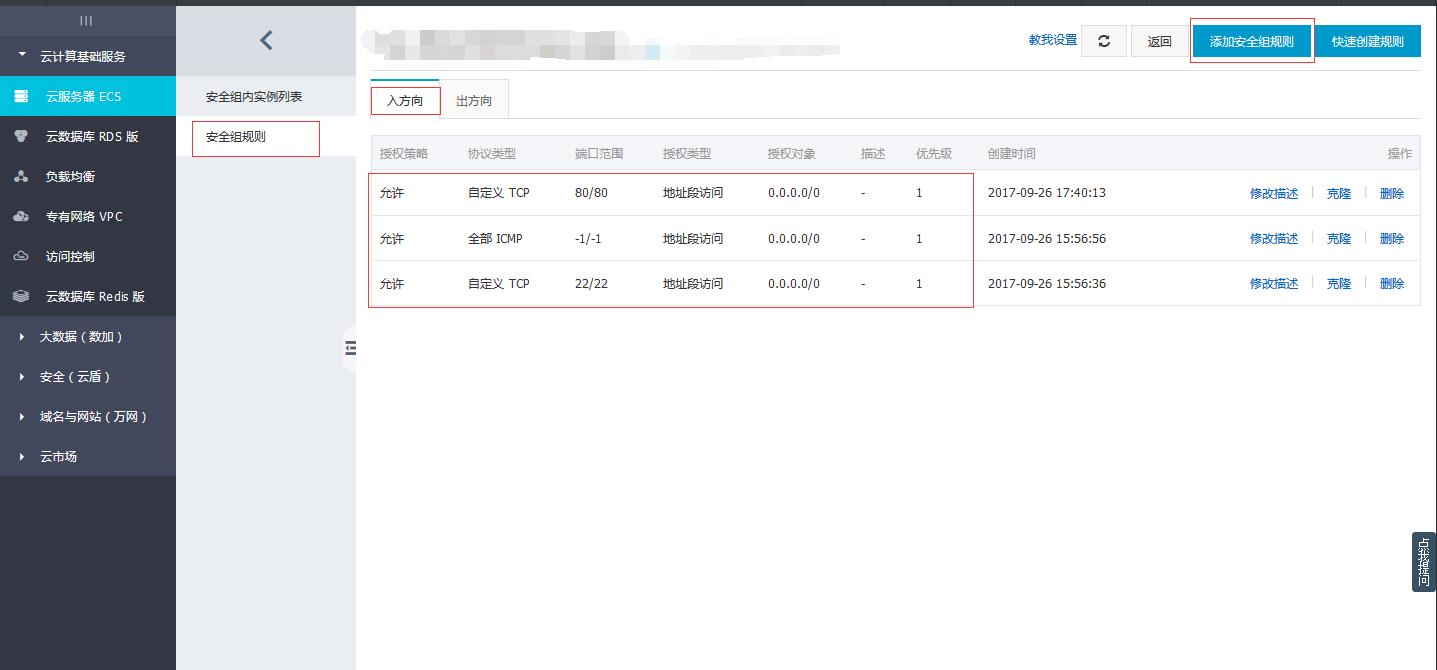 云计算基础服务
云服务器 ECS
云数据库 RDS 版
负载均衡
专有网络 VPC
访问控制
云数据库 Redis 版
大数据（数加）
安全（云盾）
域名与网站（万网）
云市场
安全组内实例列表
安全组规则
教我设置 返回 添加安全组规则 快速创建规则
入方向 出方向
授权策略 协议类型 端口范围 授权类型 授权对象 描述 优先级 创建时间 操作
允许 自定义 TCP 80/80 地址段访问 0.0.0.0/0 - 1 2017-09-26 17:40:13 修改描述 克隆 删除
允许 全部 ICMP -1/-1 地址段访问 0.0.0.0/0 - 1 2017-09-26 15:56:56 修改描述 克隆 删除
允许 自定义 TCP 22/22 地址段访问 0.0.0.0/0 - 1 2017-09-26 15:56:36 修改描述 克隆 删除
点我提问